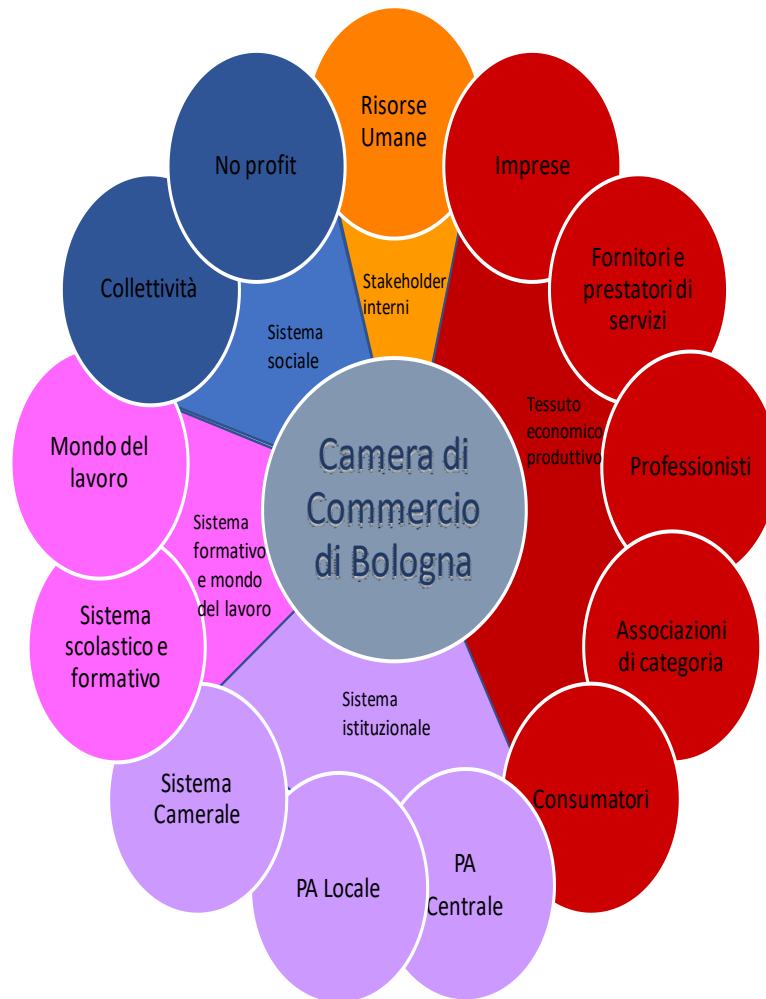 Risorse
Umane
No profit
Imprese
Fornitori e
prestatori di
servizi
Collettività
Stakeholder
interni
Sistema
sociale
Tessuto
economico
produttivo
Mondo del
lavoro
Professionisti
Camera di
Commercio
di Bologna
Sistema
formativo
e mondo
del lavoro
Sistema
scolastico e
formativo
Associazioni
di categoria
Sistema
istituzionale
Sistema
Camerale
Consumatori
PA Locale
PA
Centrale